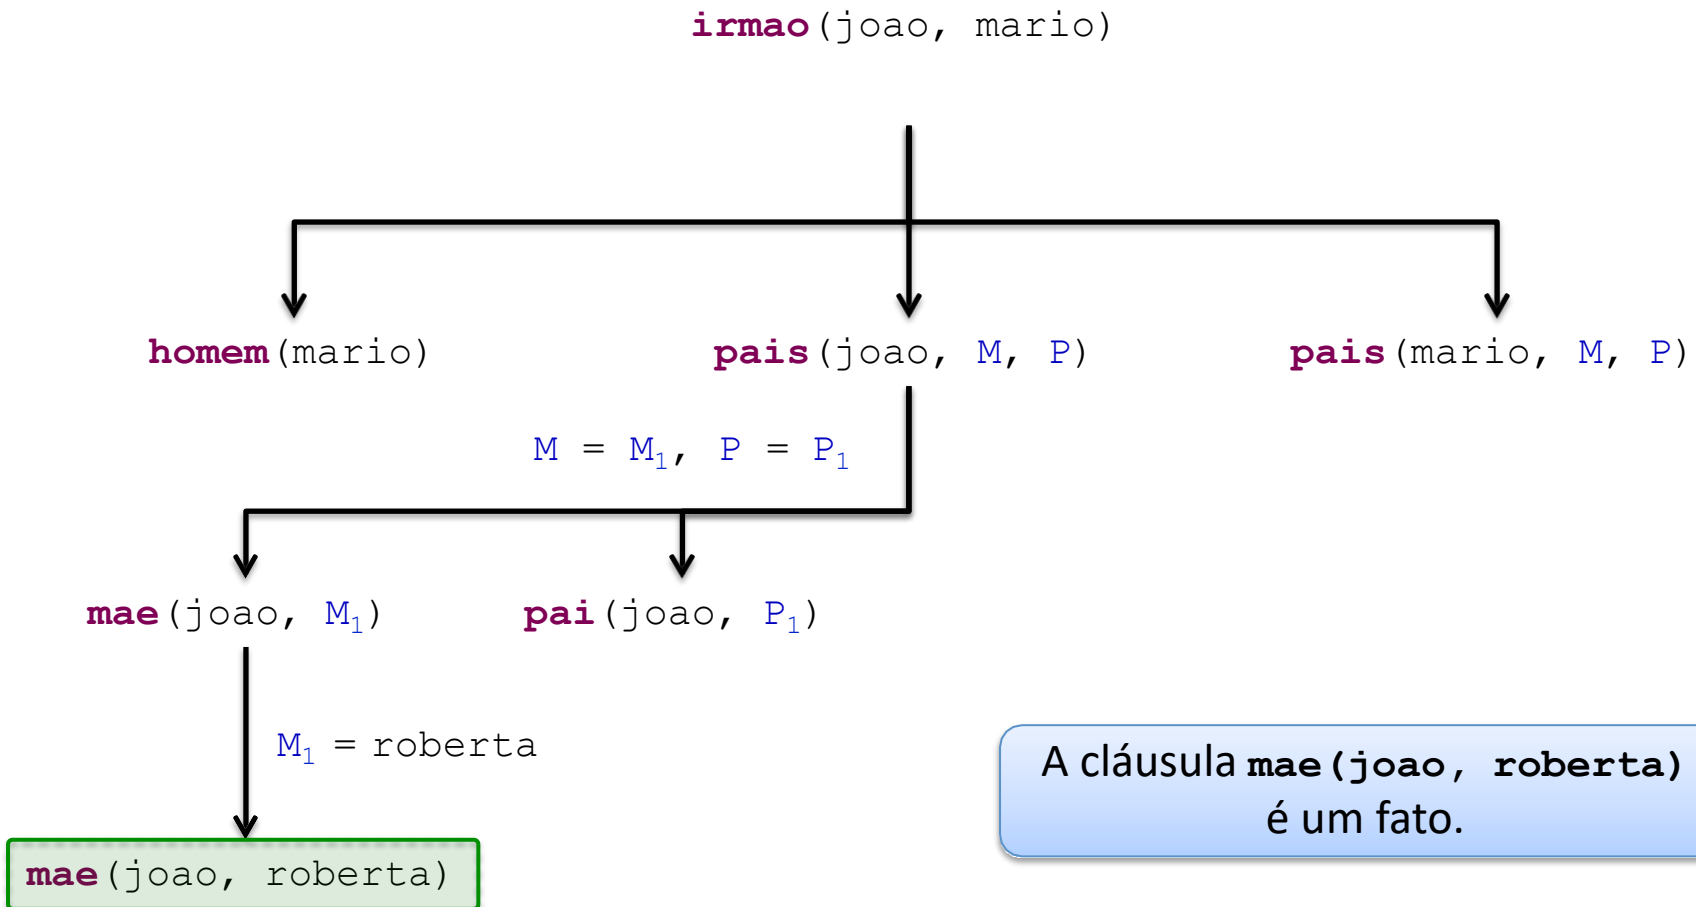 irmao(joao, mario)
homem(mario)
pais(joao, M, P)
pais(mario, M, P)
M = M₁, P = P₁
mae(joao, M₁)
pai(joao, P₁)
M₁ = roberta
A cláusula mae(joao, roberta)
é um fato.
mae(joao, roberta)